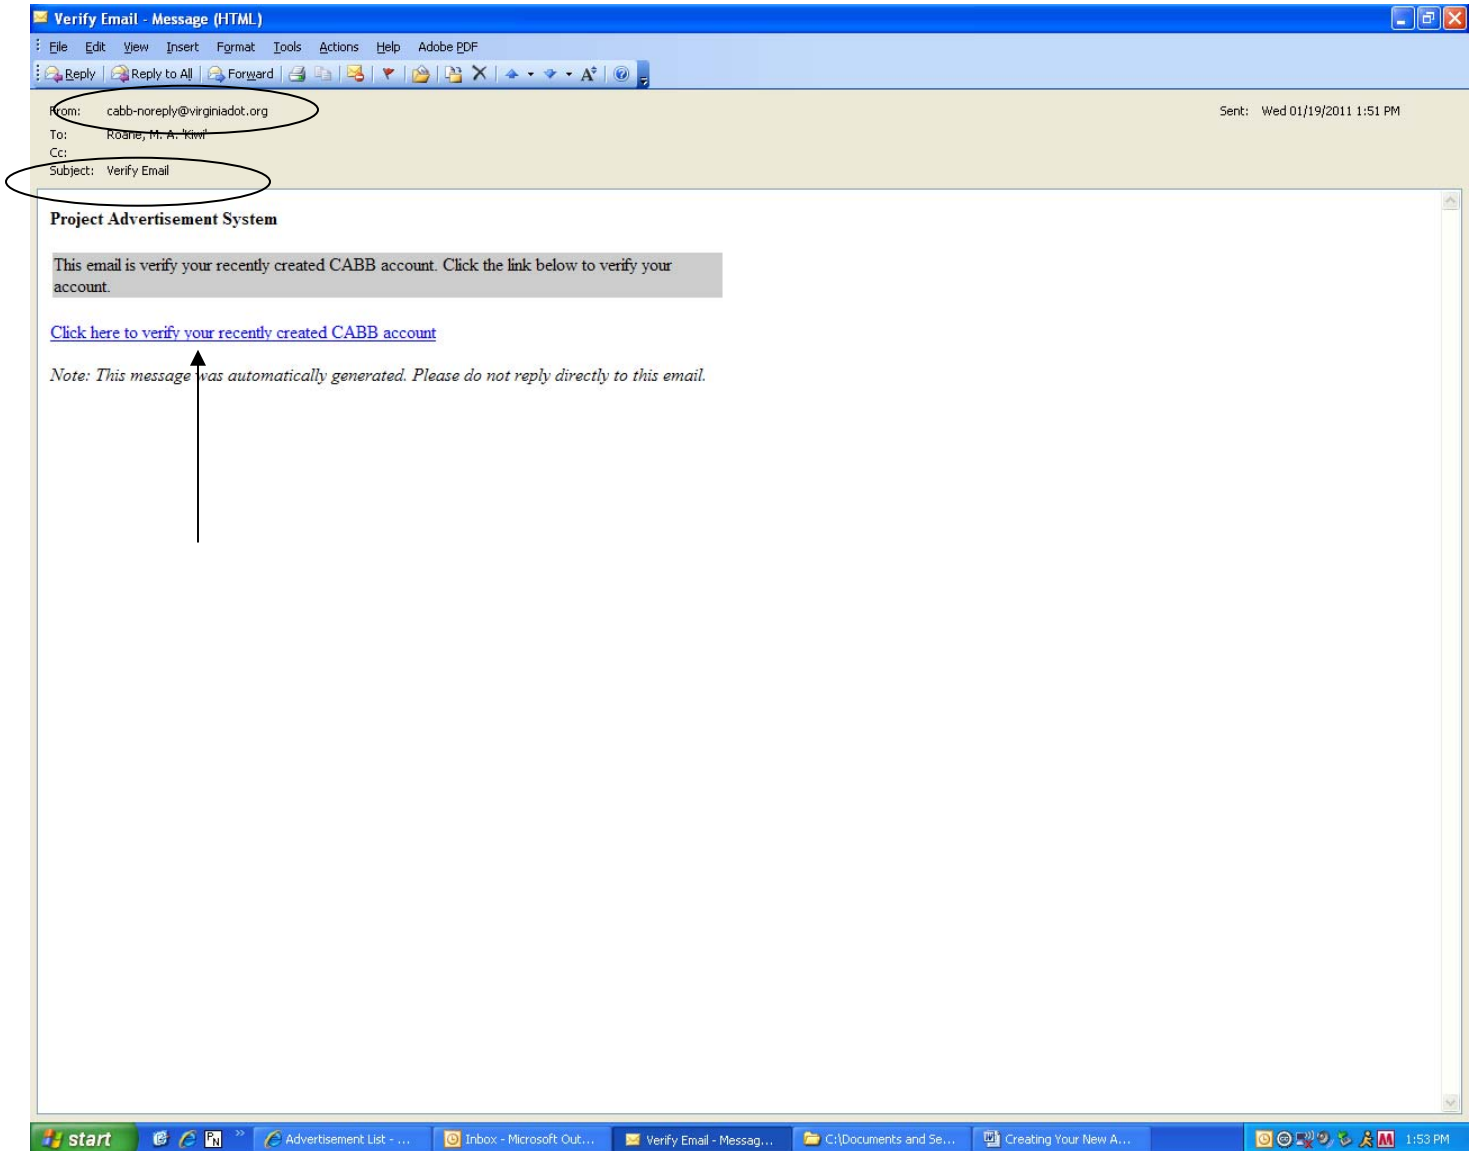 Verify Email - Message (HTML)
File Edit View Insert Format Tools Actions Help Adobe PDF
Reply Reply to All Forward
From: cabb-noreply@virginiadot.org Sent: Wed 01/19/2011 1:51 PM
To: Roane, M. A. 'Kiwi'
Cc:
Subject: Verify Email
Project Advertisement System
This email is verify your recently created CABB account. Click the link below to verify your
account.
Click here to verify your recently created CABB account
Note: This message was automatically generated. Please do not reply directly to this email.
start PN » Advertisement List - ... Inbox - Microsoft Out... Verify Email - Messag... C:\Documents and Se... Creating Your New A... M 1:53 PM